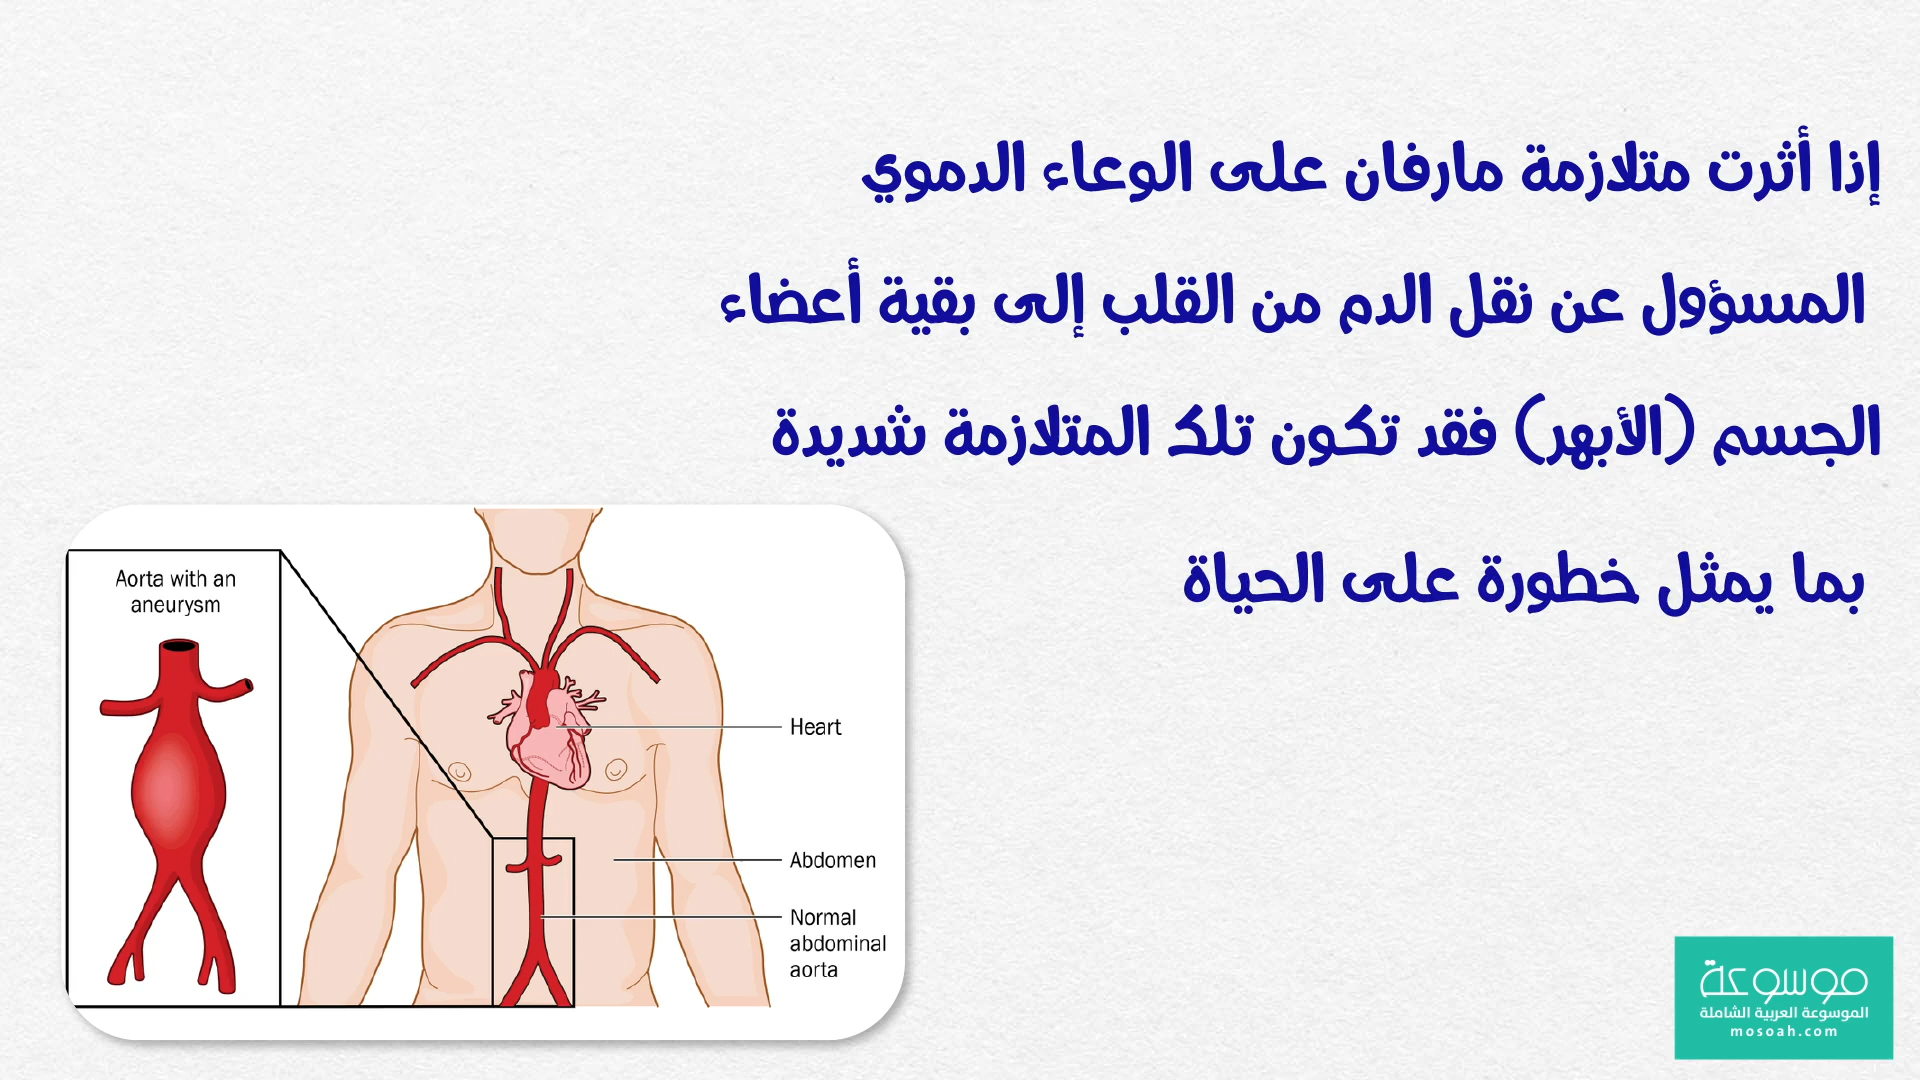 إذا أثرت متلازمة مارفان على الوعاء الدموي
المسؤول عن نقل الدم من القلب إلى بقية أعضاء
الجسم (الأبهر) فقد تكون تلك المتلازمة شديدة
بما يمثل خطورة على الحياة
Aorta with an
aneurysm
Heart
Abdomen
Normal
abdominal
aorta
موسوعة
الموسوعة العربية الشاملة
mosoah.com